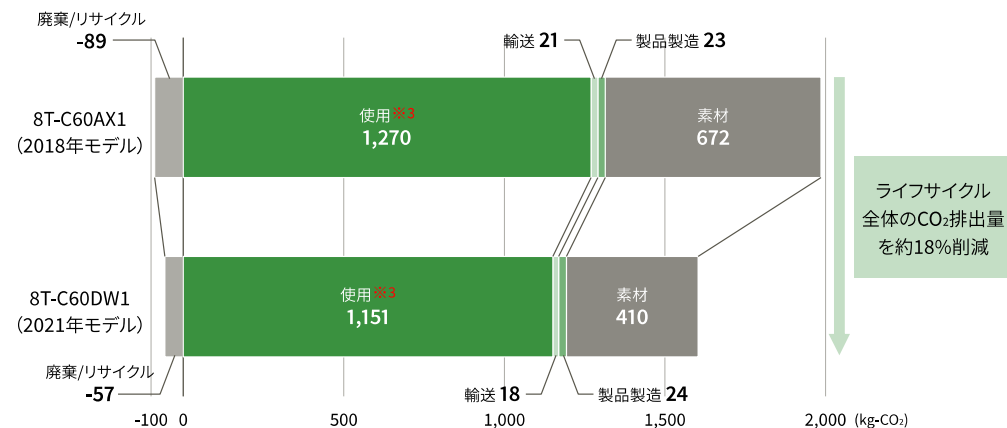 廃棄/リサイクル
-89
輸送 21
製品製造 23
8T-C60AX1
(2018年モデル)
使用※3
1,270
素材
672
ライフサイクル
全体のCO₂排出量
を約18%削減
8T-C60DW1
(2021年モデル)
使用※3
1,151
素材
410
廃棄/リサイクル
-57
輸送 18
製品製造 24
-100 0 500 1,000 1,500 2,000 (kg-CO₂)